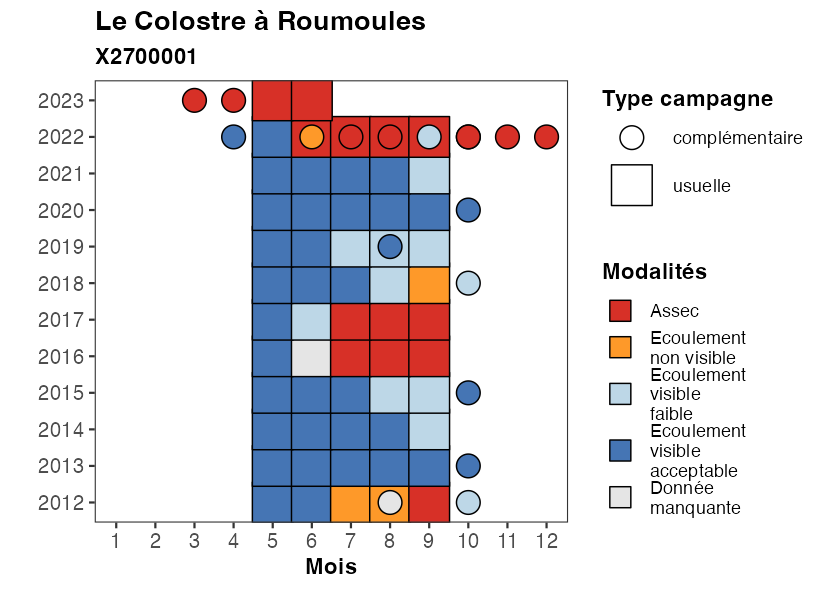 Le Colostre à Roumoules
X2700001
2023
2022
2021
2020
2019
2018
2017
2016
2015
2014
2013
2012
1 2 3 4 5 6 7 8 9 10 11 12
Mois
Type campagne
complémentaire
usuelle
Modalités
Assec
Ecoulement
non visible
Ecoulement
visible
faible
Ecoulement
visible
acceptable
Donnée
manquante